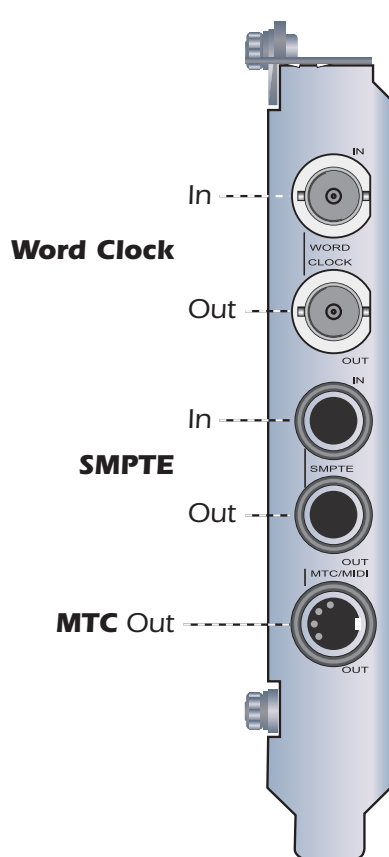 IN
In
Word Clock
WORD
CLOCK
Out
OUT
IN
In
SMPTE
SMPTE
Out
OUT
MTC/MIDI
MTC Out
OUT